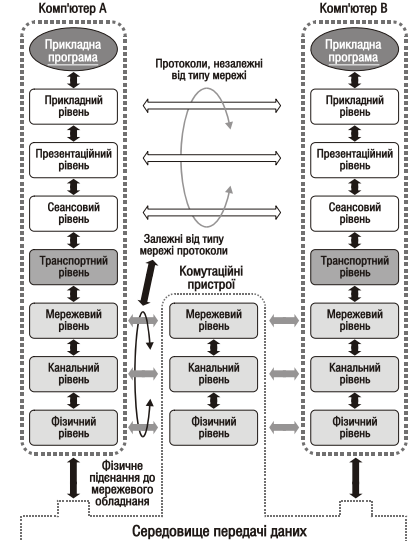 Комп'ютер А
Комп'ютер В
Прикладна
програма
Прикладна
програма
Протоколи, незалежні
від типу мережі
Прикладний
рівень
Прикладний
рівень
Презентаційний
рівень
Презентаційний
рівень
Сеансовий
рівень
Сеансовий
рівень
Залежні від типу
мережі протоколи
Транспортний
рівень
Транспортний
рівень
Комутаційні
пристрої
Мережевий
рівень
Мережевий
рівень
Мережевий
рівень
Канальний
рівень
Канальний
рівень
Канальний
рівень
Фізичний
рівень
Фізичний
рівень
Фізичний
рівень
Фізичне
підєнання до
мережевого
обладнаня
Середовище передачі даних